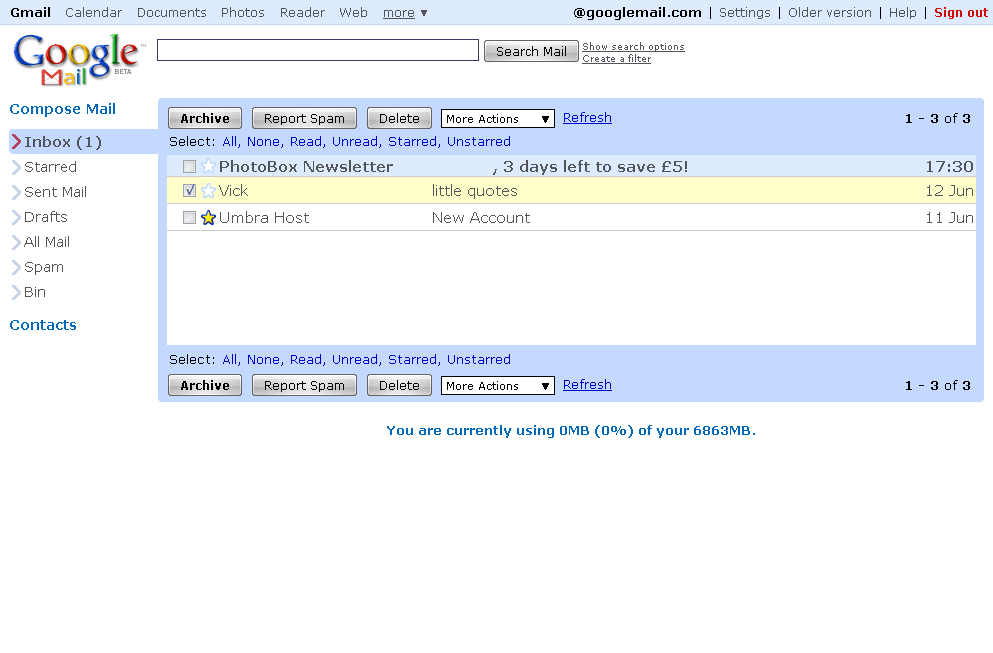 Gmail Calendar Documents Photos Reader Web more ▼ @googlemail.com | Settings | Older version | Help | Sign out
Google™
Mail BETA
Search Mail
Show search options
Create a filter
Compose Mail
Inbox (1)
Starred
Sent Mail
Drafts
All Mail
Spam
Bin
Contacts
Archive Report Spam Delete More Actions ▼ Refresh 1 - 3 of 3
Select: All, None, Read, Unread, Starred, Unstarred
PhotoBox Newsletter , 3 days left to save £5! 17:30
Vick little quotes 12 Jun
Umbra Host New Account 11 Jun
Select: All, None, Read, Unread, Starred, Unstarred
Archive Report Spam Delete More Actions ▼ Refresh 1 - 3 of 3
You are currently using 0MB (0%) of your 6863MB.